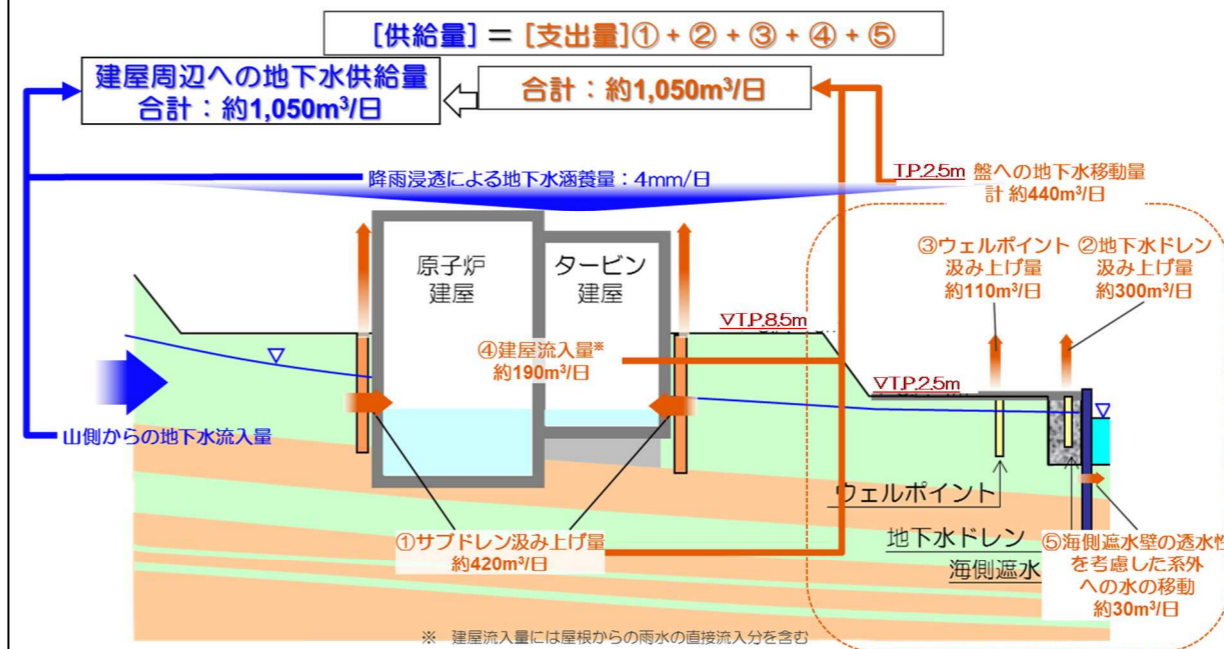 [供給量] = [支出量]① + ② + ③ + ④ + ⑤
建屋周辺への地下水供給量
合計：約1,050m³/日
合計：約1,050m³/日
降雨浸透による地下水涵養量：4mm/日
T.P.2.5m 盤への地下水移動量
計 約440m³/日
原子炉
建屋
タービン
建屋
③ウェルポイント
汲み上げ量
約110m³/日
②地下水ドレン
汲み上げ量
約300m³/日
▽T.P.8.5m
④建屋流入量※
約190m³/日
▽T.P.2.5m
▽
▽
山側からの地下水流入量
ウェルポイント
①サブドレン汲み上げ量
約420m³/日
地下水ドレン
海側遮水
⑤海側遮水壁の透水性
を考慮した系外
への水の移動
約30m³/日
※ 建屋流入量には屋根からの雨水の直接流入分を含む